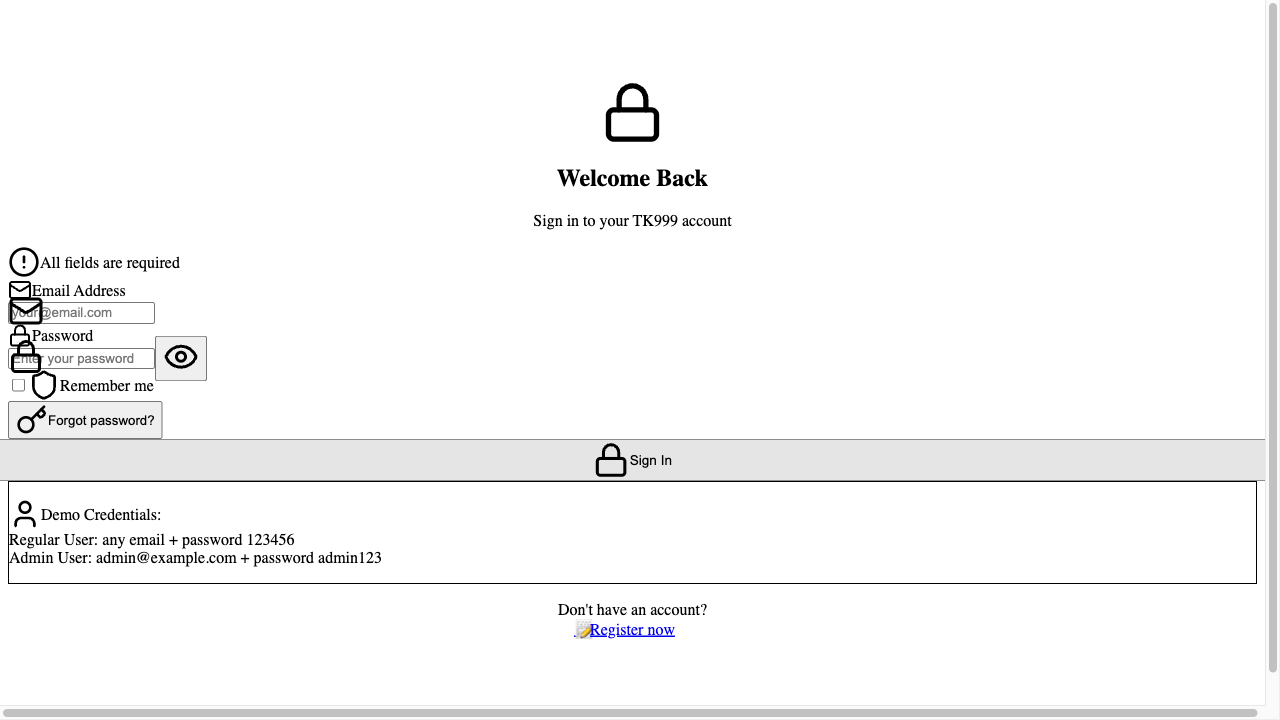 Welcome Back
Sign in to your TK999 account
All fields are required
Email Address
your@email.com
Password
Enter your password
Remember me
Forgot password?
Sign In
Demo Credentials:
Regular User: any email + password 123456
Admin User: admin@example.com + password admin123
Don't have an account?
📝Register now